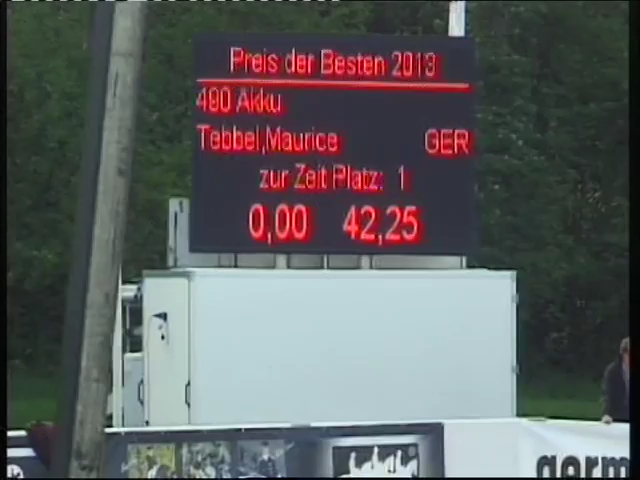 Preis der Besten 2013
490 Akku
Tebbel,Maurice GER
zur Zeit Platz: 1
0,00 42,25
germ